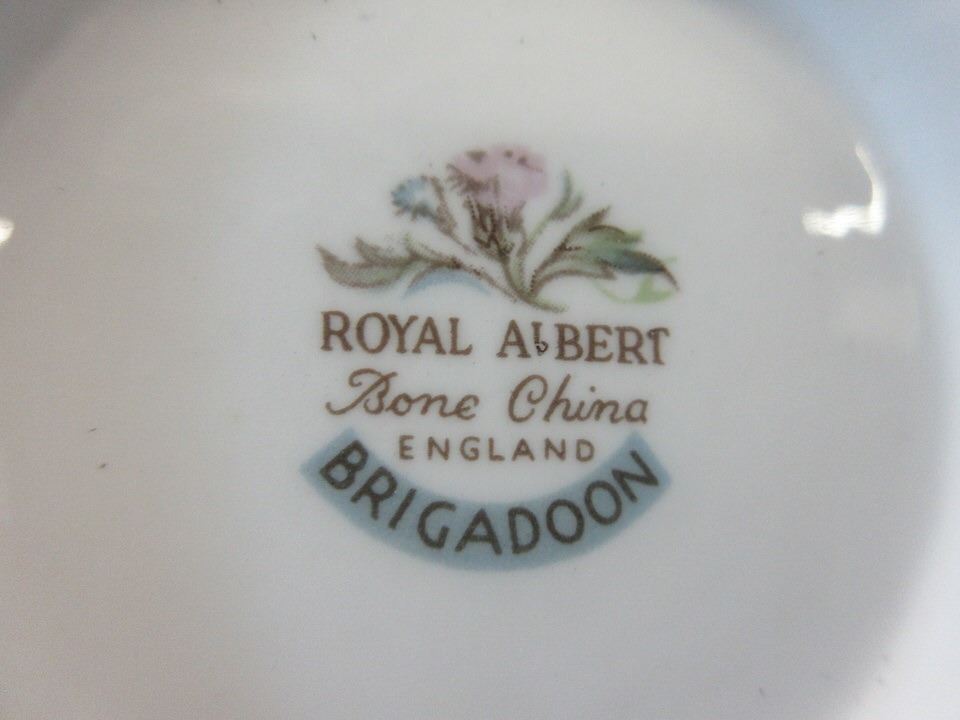 ROYAL ALBERT
Bone China
ENGLAND
BRIGADOON